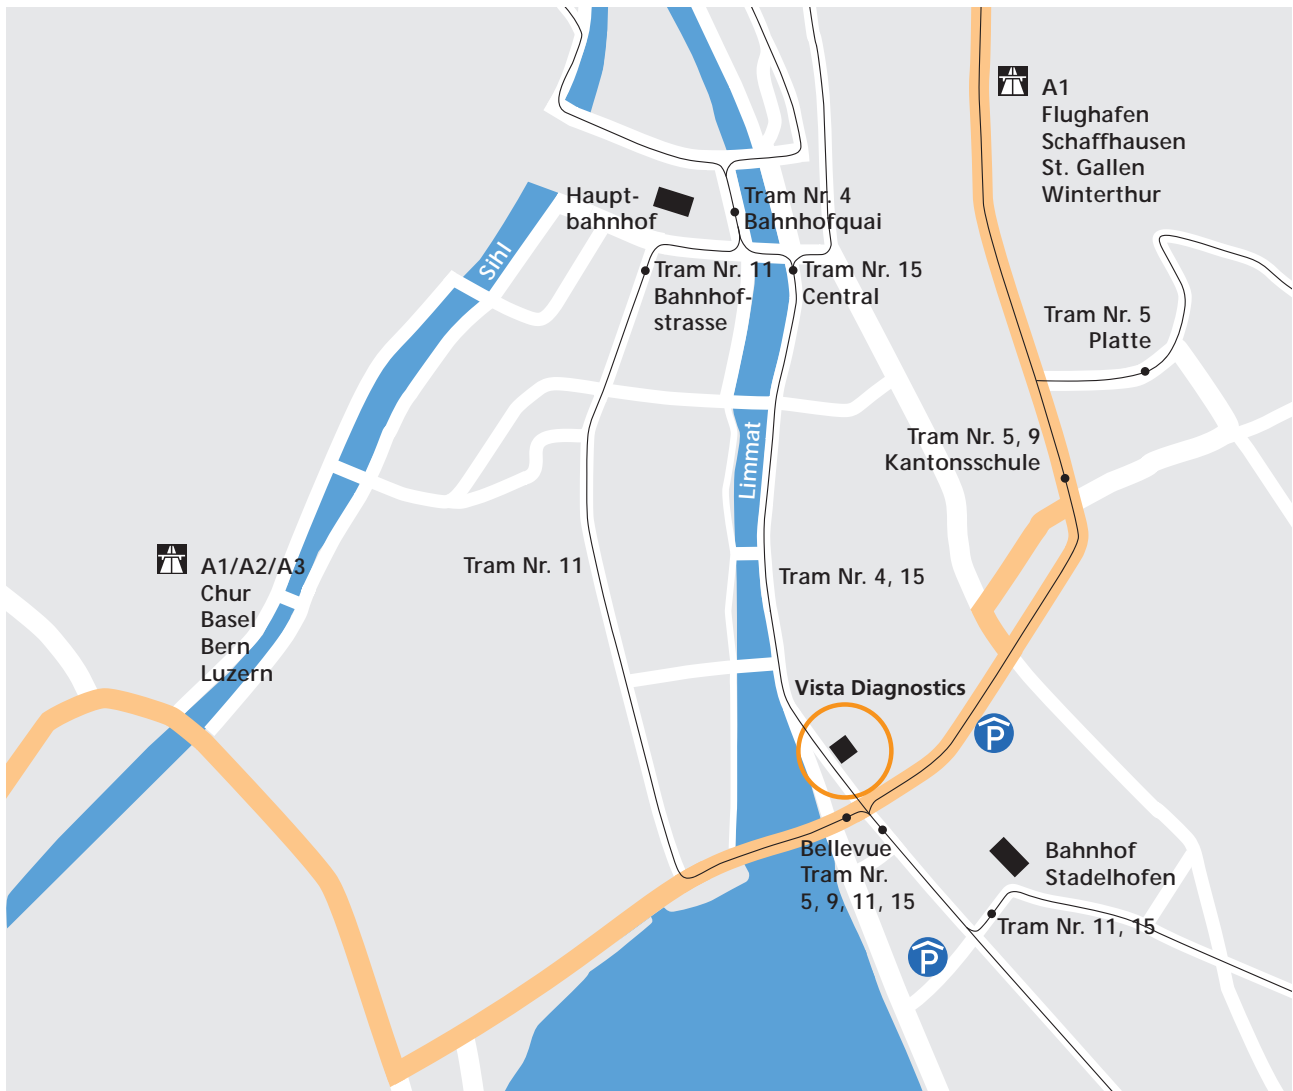 A1
Flughafen
Schaffhausen
St. Gallen
Winterthur
Haupt-
bahnhof
Tram Nr. 4
Bahnhofquai
Sihl
Tram Nr. 11
Bahnhof-
strasse
Tram Nr. 15
Central
Tram Nr. 5
Platte
Limmat
Tram Nr. 5, 9
Kantonsschule
A1/A2/A3
Chur
Basel
Bern
Luzern
Tram Nr. 11
Tram Nr. 4, 15
Vista Diagnostics
P
Bellevue
Tram Nr.
5, 9, 11, 15
Bahnhof
Stadelhofen
Tram Nr. 11, 15
P